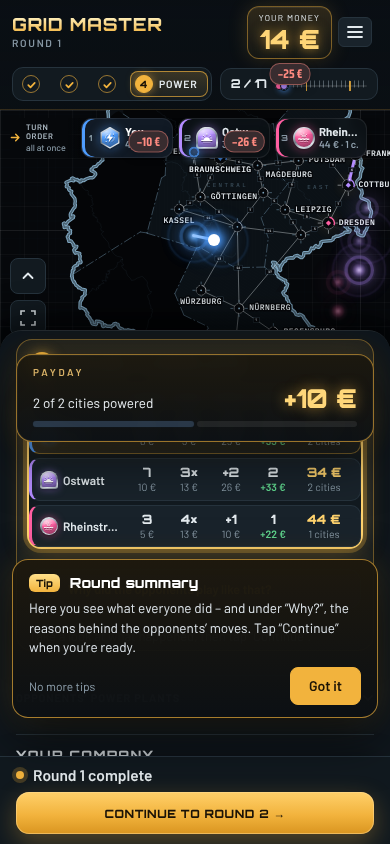 GRID MASTER
ROUND 1
YOUR MONEY
14 €
4 POWER
2 / 17
−25 €
TURN ORDER
all at once
1
−10 €
2
−26 €
3 Rhein...
44 € · 1 c.
POTSDAM
FRANK
BRAUNSCHWEIG
MAGDEBURG
CENTRAL
EAST
COTTBU
GÖTTINGEN
LEIPZIG
KASSEL
DRESDEN
WÜRZBURG
NÜRNBERG
PAYDAY
2 of 2 cities powered
+10 €
Ostwatt 7 3x +2 2 34 €
10 € 13 € 26 € +33 € 2 cities
Rheinstr... 3 4x +1 1 44 €
5 € 13 € 10 € +22 € 1 cities
Tip Round summary
Here you see what everyone did – and under “Why?”, the
reasons behind the opponents’ moves. Tap “Continue”
when you’re ready.
No more tips
Got it
YOUR COMPANY
Round 1 complete
CONTINUE TO ROUND 2 →